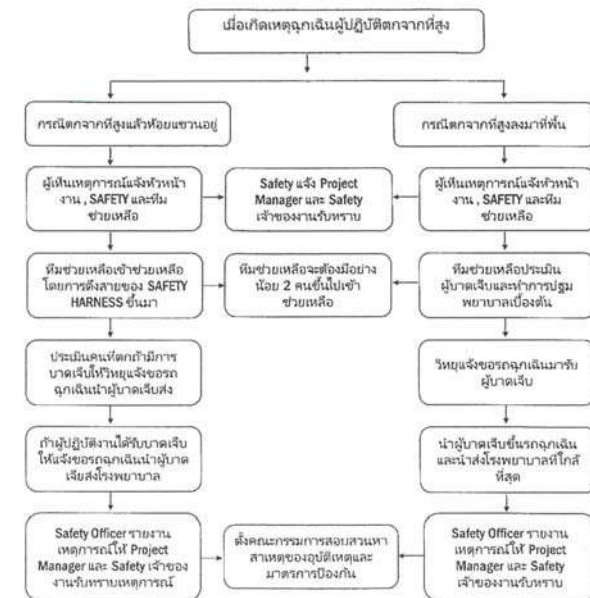 เมื่อเกิดเหตุฉุกเฉินผู้ปฏิบัติตกจากที่สูง
กรณีตกจากที่สูงแล้วห้อยแขวนอยู่
กรณีตกจากที่สูงลงมาที่พื้น
ผู้เห็นเหตุการณ์แจ้งหัวหน้า
งาน , SAFETY และทีม
ช่วยเหลือ
Safety แจ้ง Project
Manager และ Safety
เจ้าของงานรับทราบ
ผู้เห็นเหตุการณ์แจ้งหัวหน้า
งาน , SAFETY และทีม
ช่วยเหลือ
ทีมช่วยเหลือเข้าช่วยเหลือ
โดยการดึงสายของ SAFETY
HARNESS ขึ้นมา
ทีมช่วยเหลือจะต้องมีอย่าง
น้อย 2 คนขึ้นไปเข้า
ช่วยเหลือ
ทีมช่วยเหลือประเมิน
ผู้บาดเจ็บและทำการปฐม
พยาบาลเบื้องต้น
ประเมินคนที่ตกถ้ามีการ
บาดเจ็บให้วิทยุแจ้งขอรถ
ฉุกเฉินนำผู้บาดเจ็บส่ง
วิทยุแจ้งขอรถฉุกเฉินมารับ
ผู้บาดเจ็บ
ถ้าผู้ปฏิบัติงานได้รับบาดเจ็บ
ให้แจ้งขอรถฉุกเฉินนำผู้บาด
เจ็บส่งโรงพยาบาล
นำผู้บาดเจ็บขึ้นรถฉุกเฉิน
และนำส่งโรงพยาบาลที่ใกล้
ที่สุด
Safety Officer รายงาน
เหตุการณ์ให้ Project
Manager และ Safety เจ้าของ
งานรับทราบเหตุการณ์
ตั้งคณะกรรมการสอบสวนหา
สาเหตุของอุบัติเหตุและ
มาตรการป้องกัน
Safety Officer รายงาน
เหตุการณ์ให้ Project
Manager และ Safety
เจ้าของงานรับทราบ